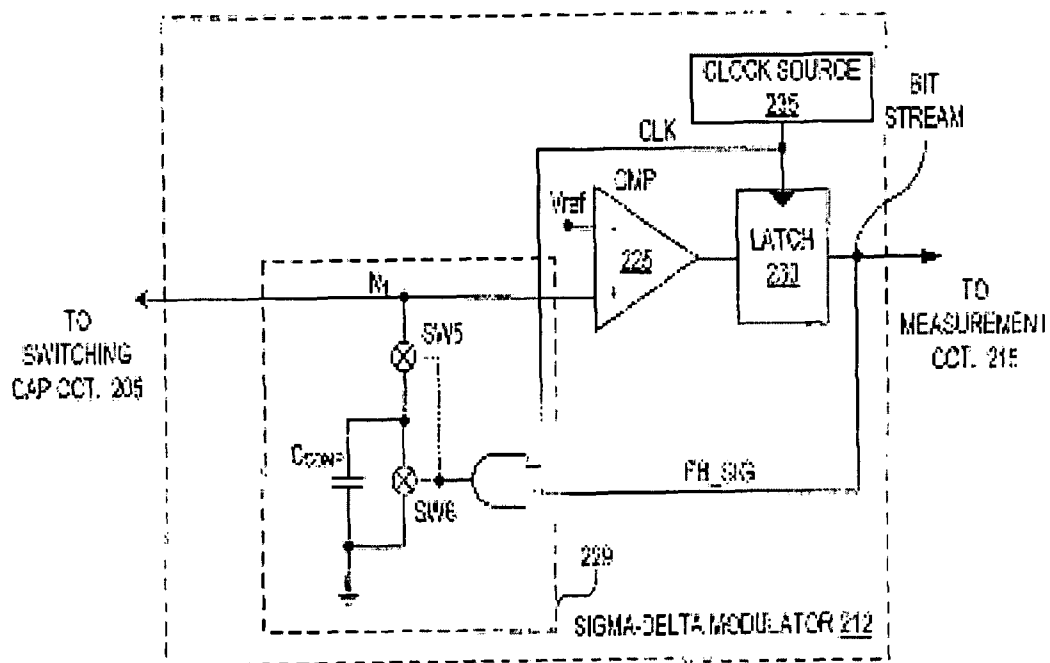 CLOCK SOURCE
235
BIT
STREAM
CLK
CMP
Vref
-
225
+
LATCH
230
N1
TO
SWITCHING
CAP CCT. 205
SW5
TO
MEASUREMENT
CCT. 215
CCOMP
SW6
FB_SIG
229
SIGMA-DELTA MODULATOR 212